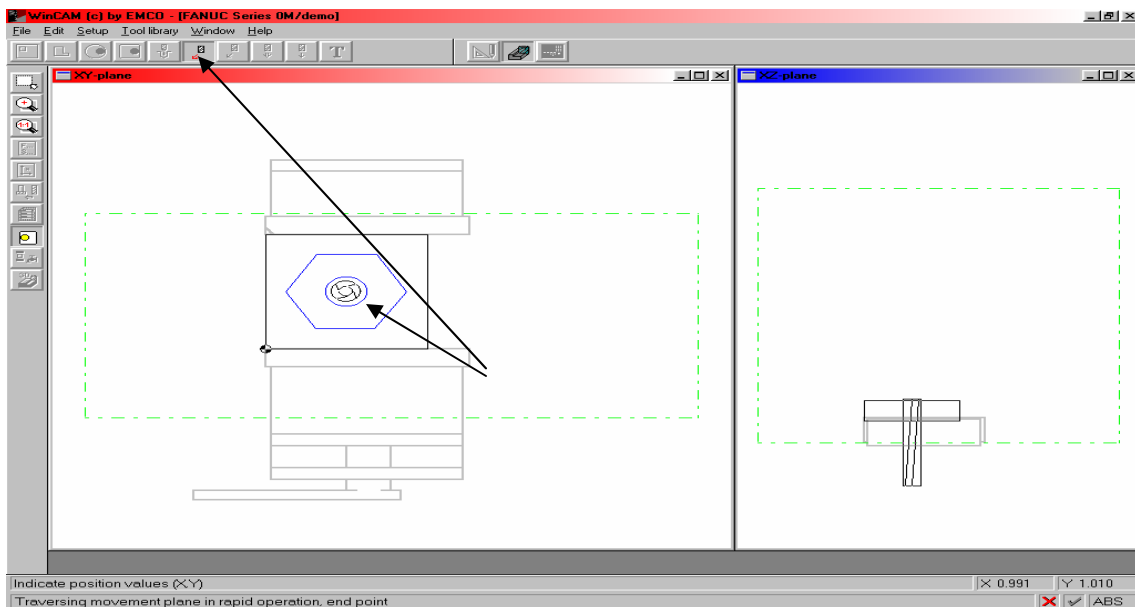 WinCAM (c) by EMCO - [FANUC Series 0M/demo]
File Edit Setup Tool library Window Help
T
XY-plane
XZ-plane
Indicate position values (X,Y)
X 0.991 Y 1.010
Traversing movement plane in rapid operation, end point
ABS